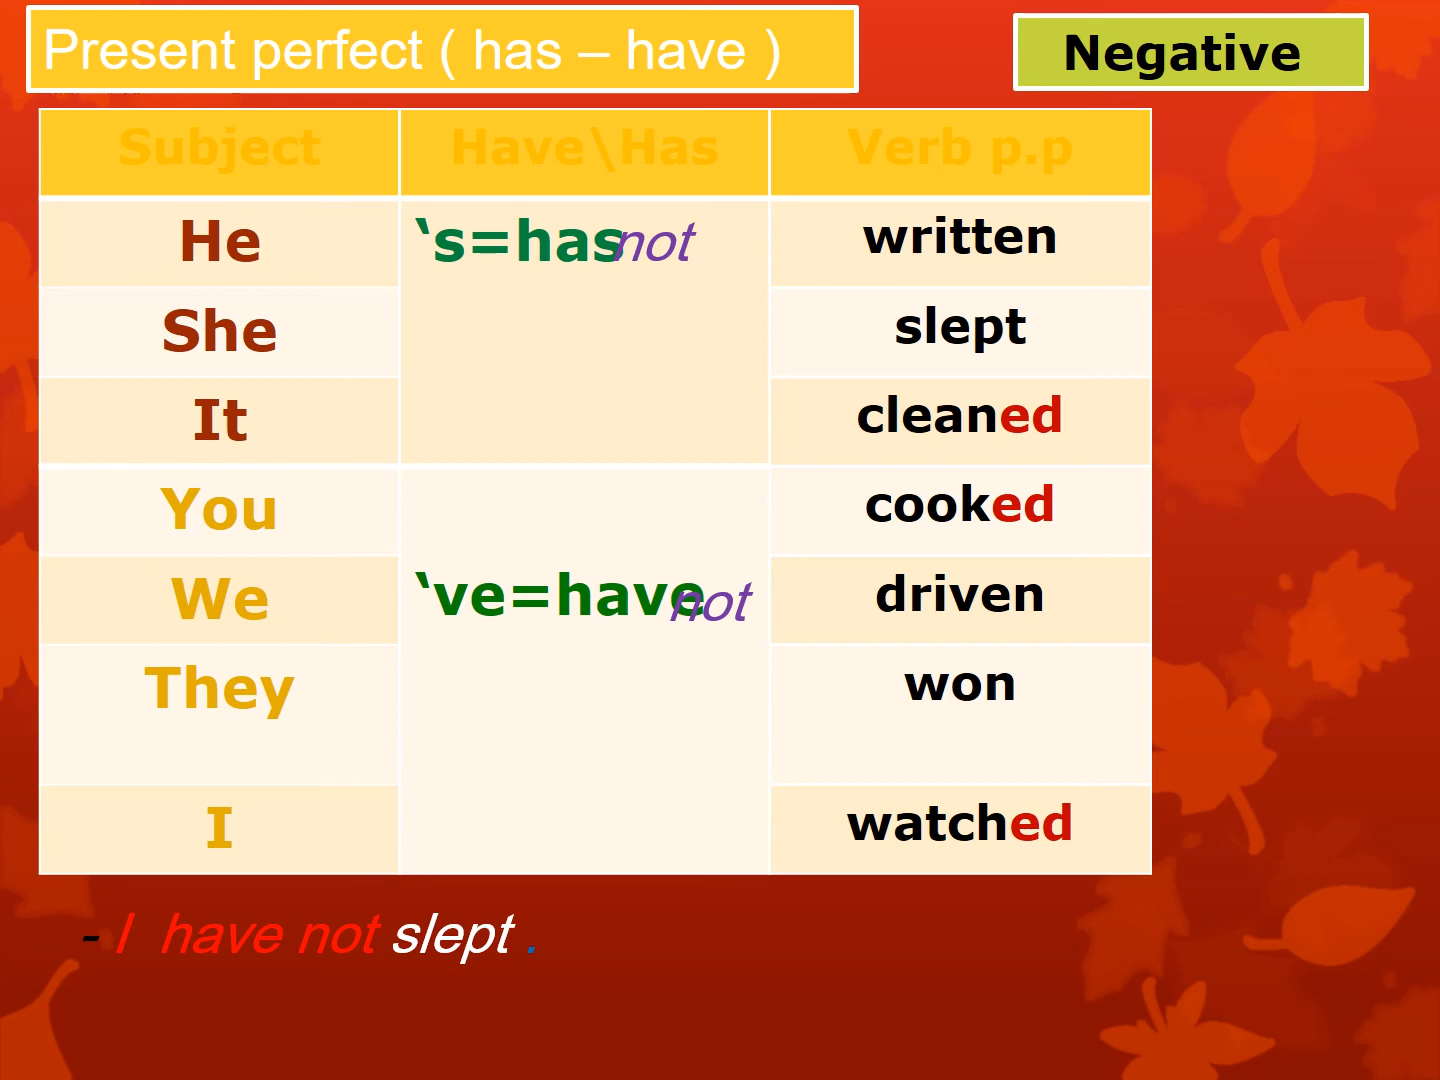 Present perfect ( has – have )
Negative
Subject Have\Has Verb p.p
He ‘s=has not written
She slept
It cleaned
You cooked
We ‘ve=have not driven
They won
I watched
- I have not slept .